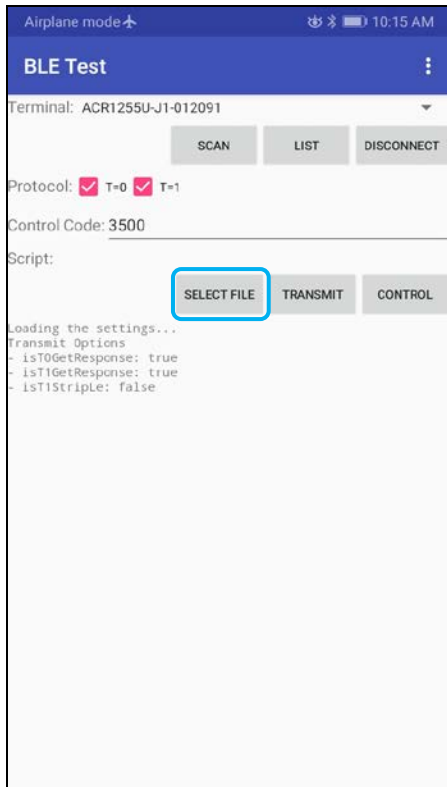 Airplane mode 10:15 AM
BLE Test
Terminal: ACR1255U-J1-012091
SCAN LIST DISCONNECT
Protocol: T=0 T=1
Control Code: 3500
Script:
SELECT FILE TRANSMIT CONTROL
Loading the settings...
Transmit Options
- isT0GetResponse: true
- isT1GetResponse: true
- isT1StripLe: false